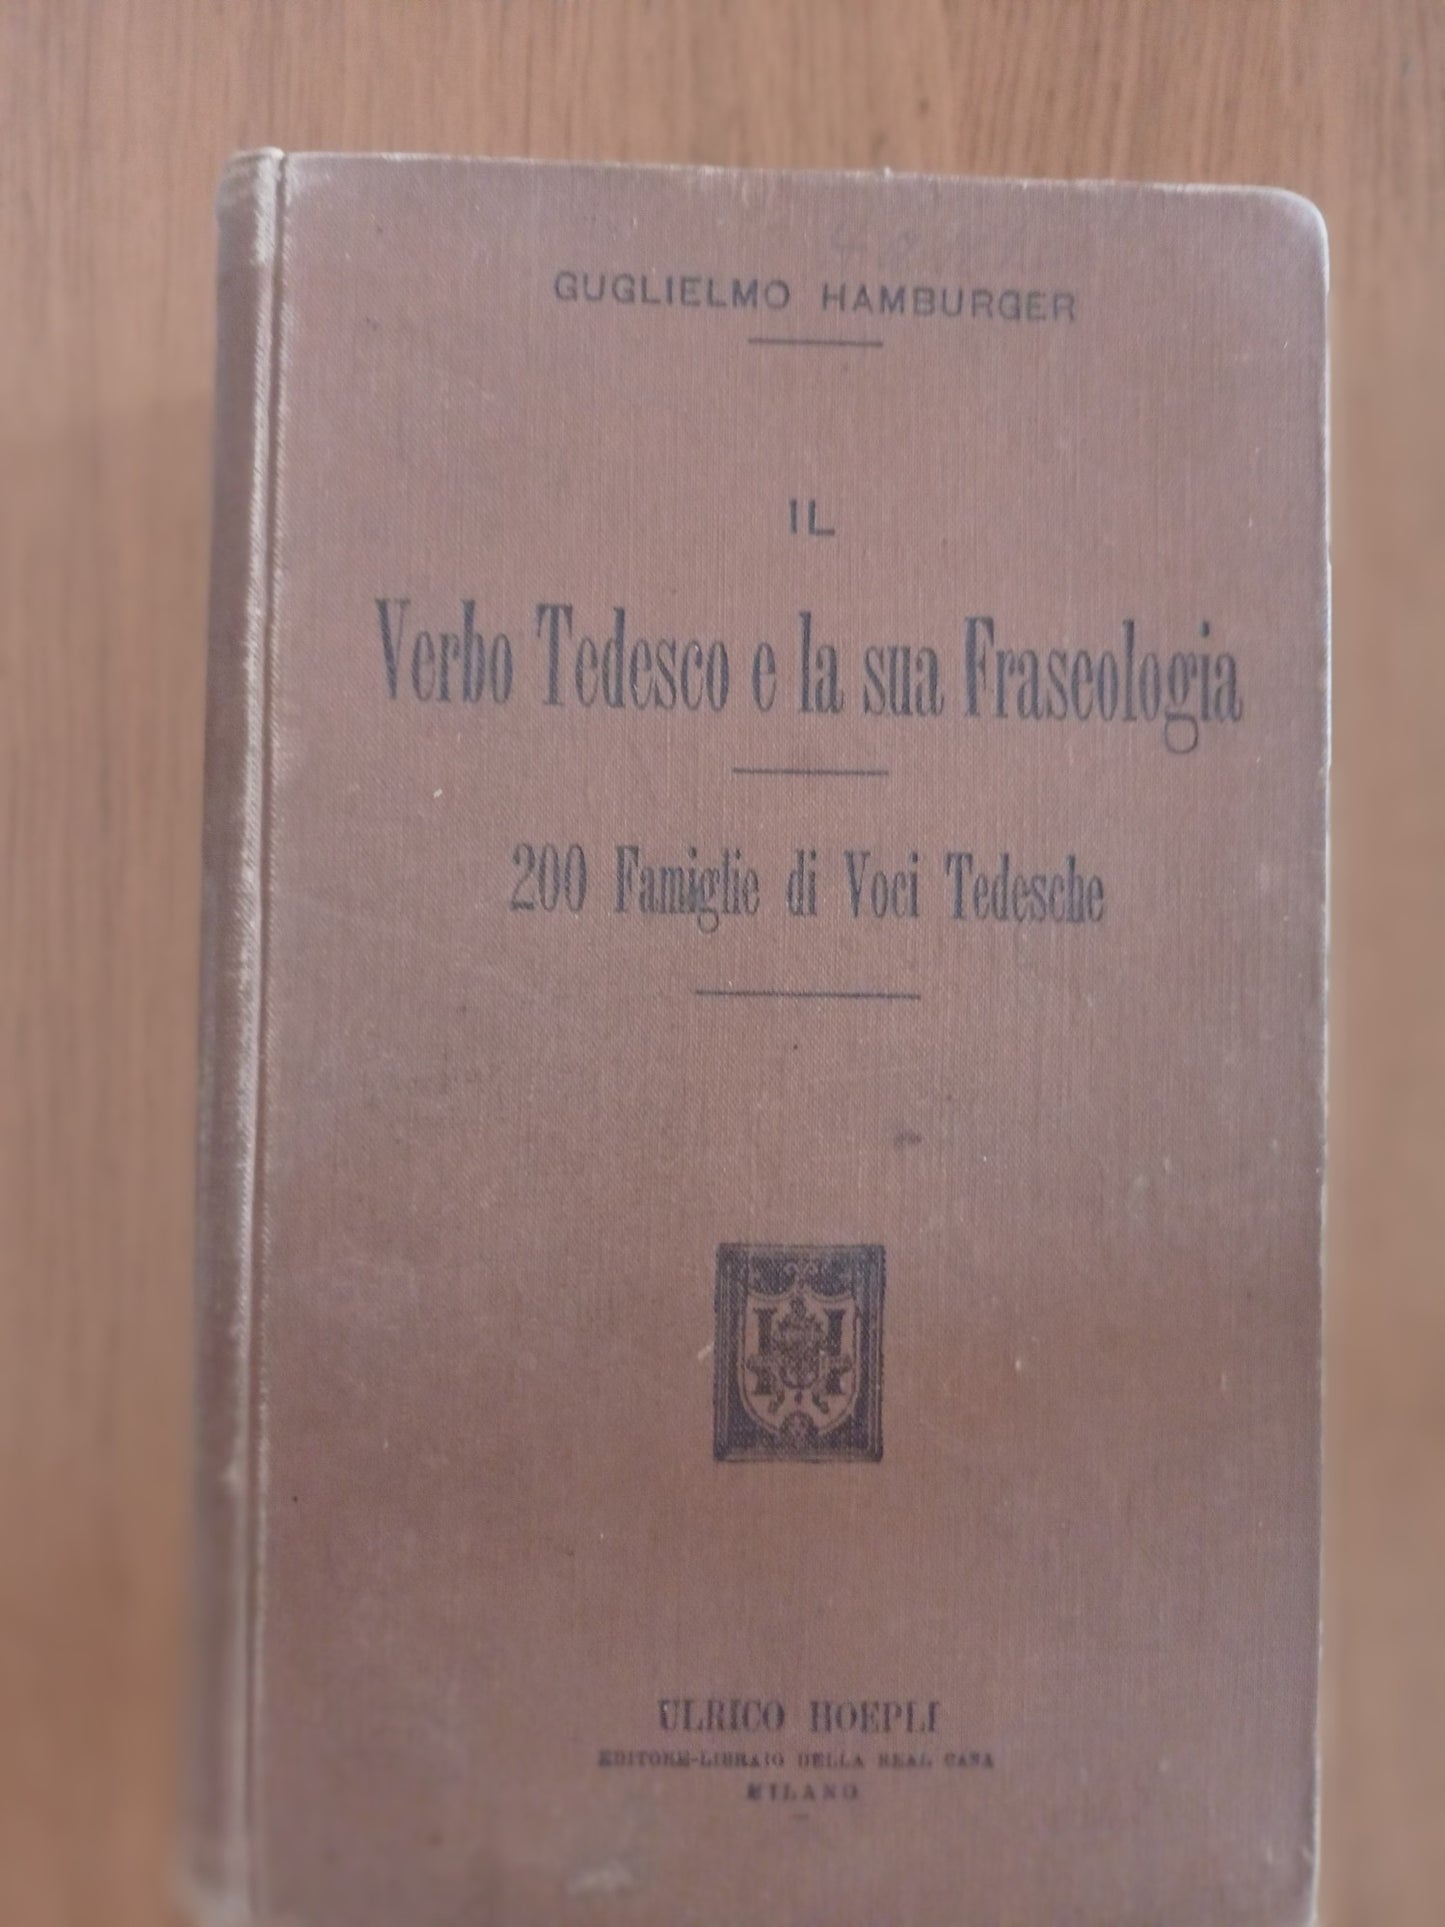 GUGLIELMO HAMBURGER
IL
Verbo Tedesco e la sua Fraseologia
200 Famiglie di Voci Tedesche
ULRICO HOEPLI
EDITORE-LIBRAIO DELLA REAL CASA
MILANO